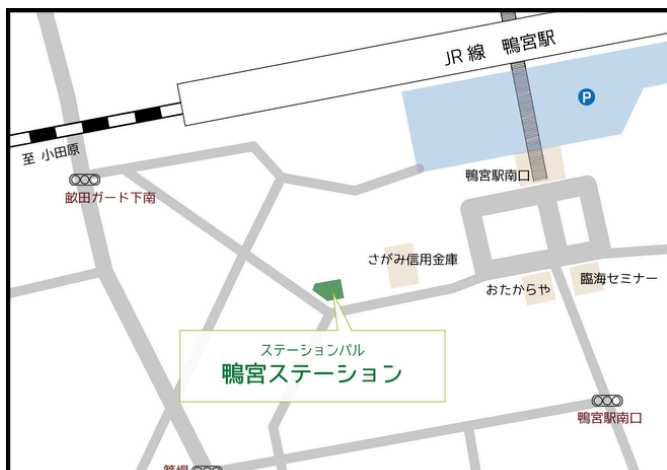 JR線 鴨宮駅
P
至 小田原
鴨宮駅南口
畝田ガード下南
さがみ信用金庫
臨海セミナー
おたからや
ステーションパル
鴨宮ステーション
鴨宮駅南口